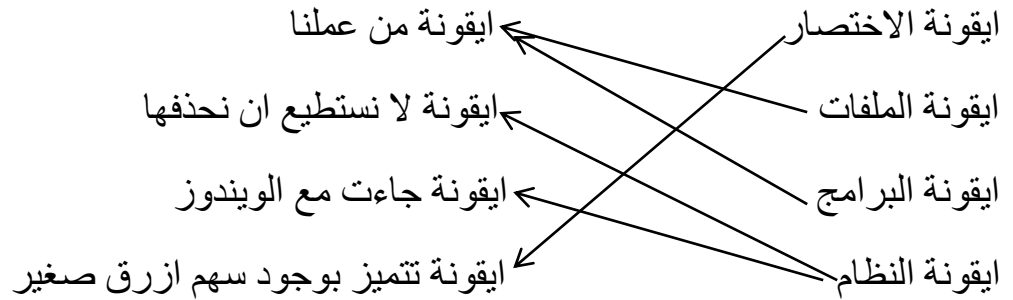 ايقونة الاختصار ايقونة من عملنا
ايقونة الملفات ايقونة لا نستطيع ان نحذفها
ايقونة البرامج ايقونة جاءت مع الويندوز
ايقونة النظام ايقونة تتميز بوجود سهم ازرق صغير